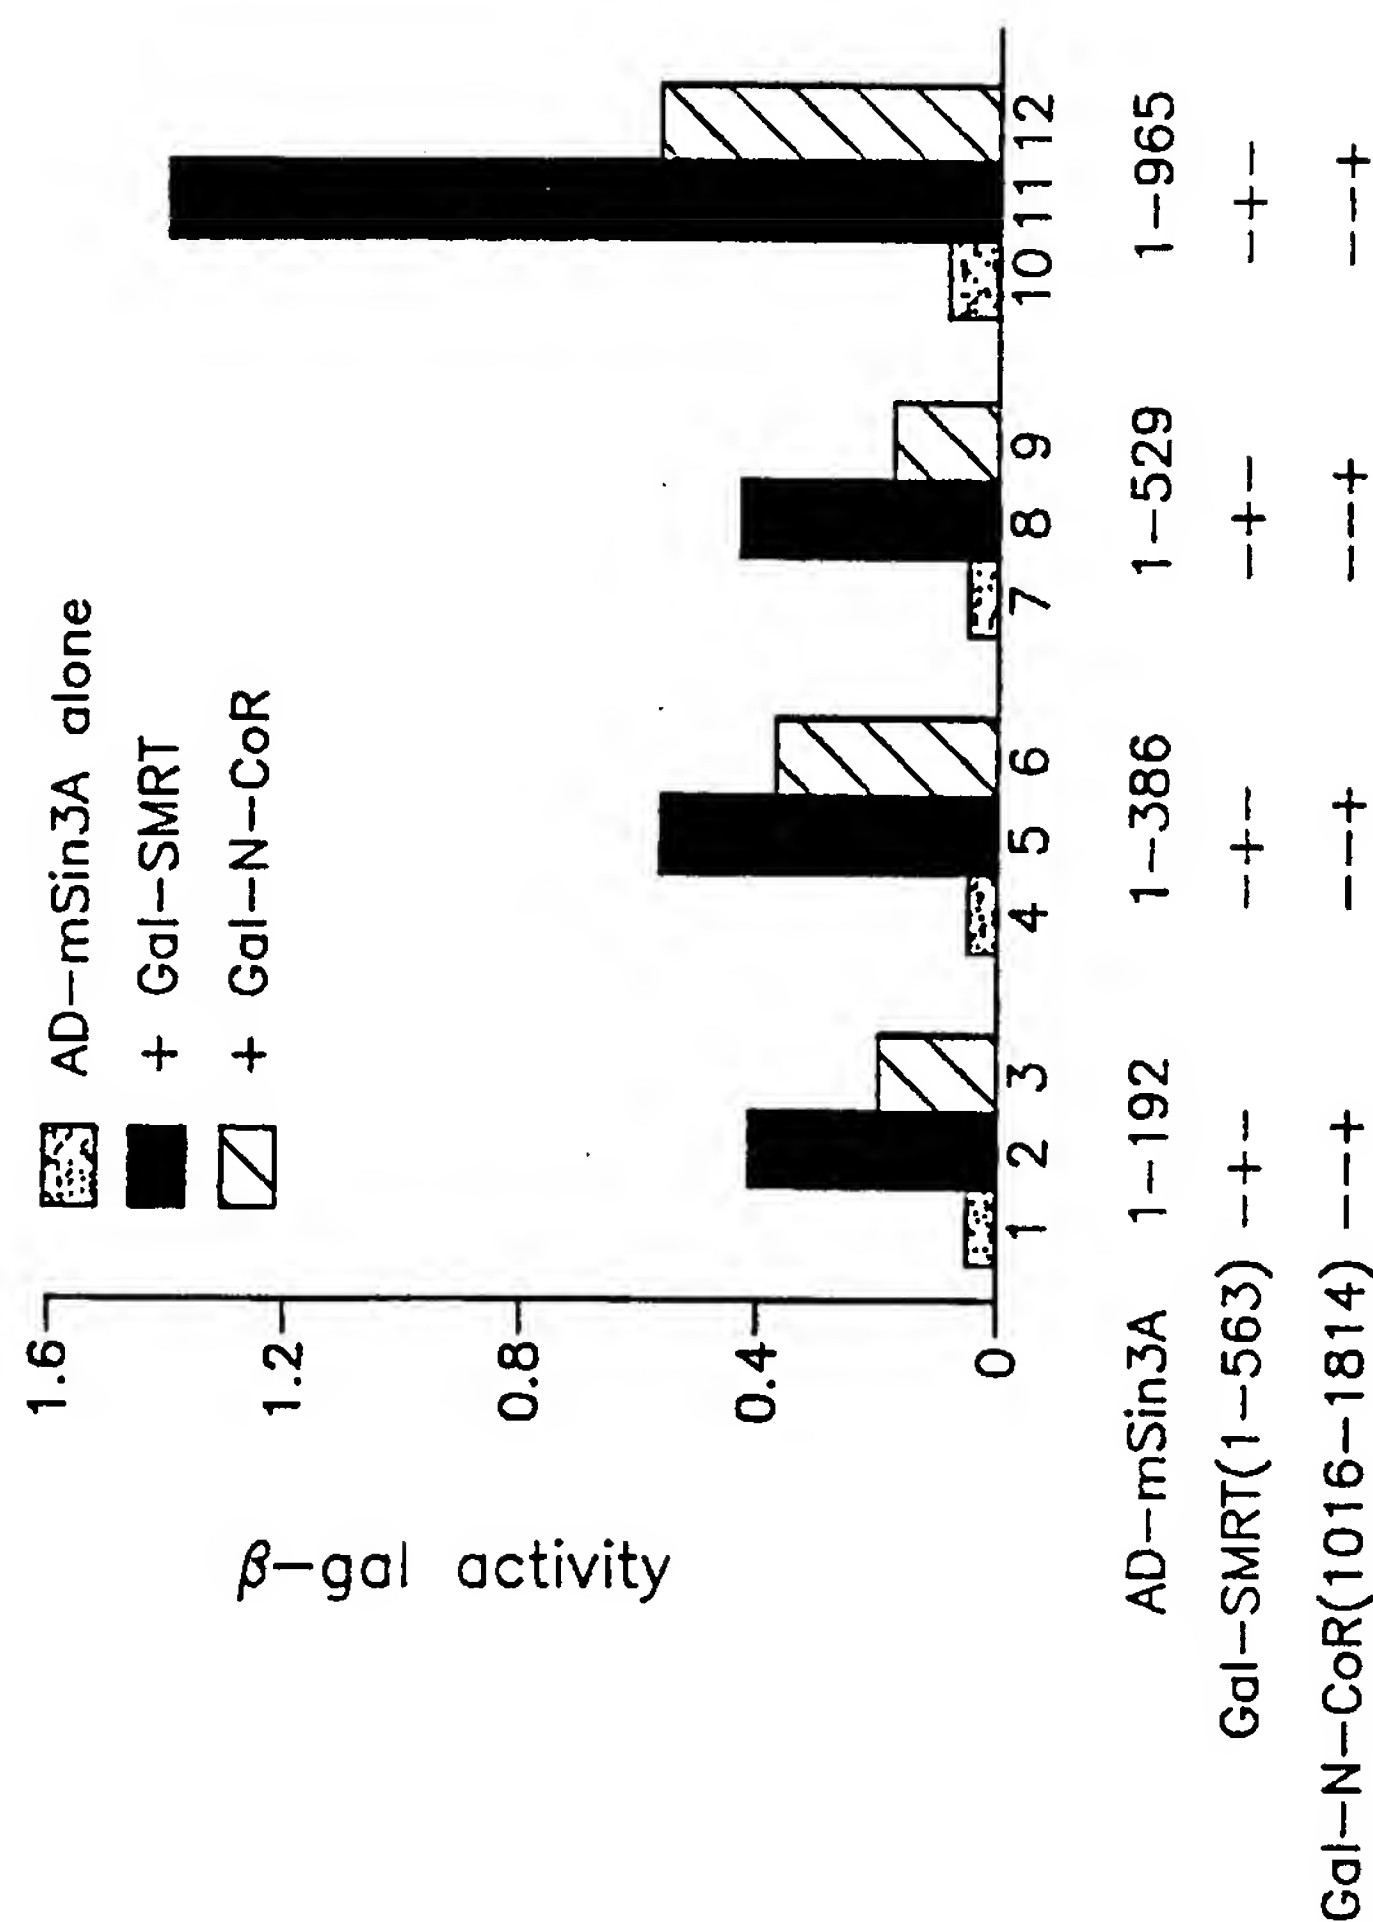 β-gal activity
1.6
1.2
0.8
0.4
0
AD-mSin3A alone
+ Gal-SMRT
+ Gal-N-CoR
1 2 3 4 5 6 7 8 9 10 11 12
AD-mSin3A 1-192 1-386 1-529 1-965
Gal-SMRT(1-563) -+- -+- -+- -+-
Gal-N-CoR(1016-1814) --+ --+ --+ --+